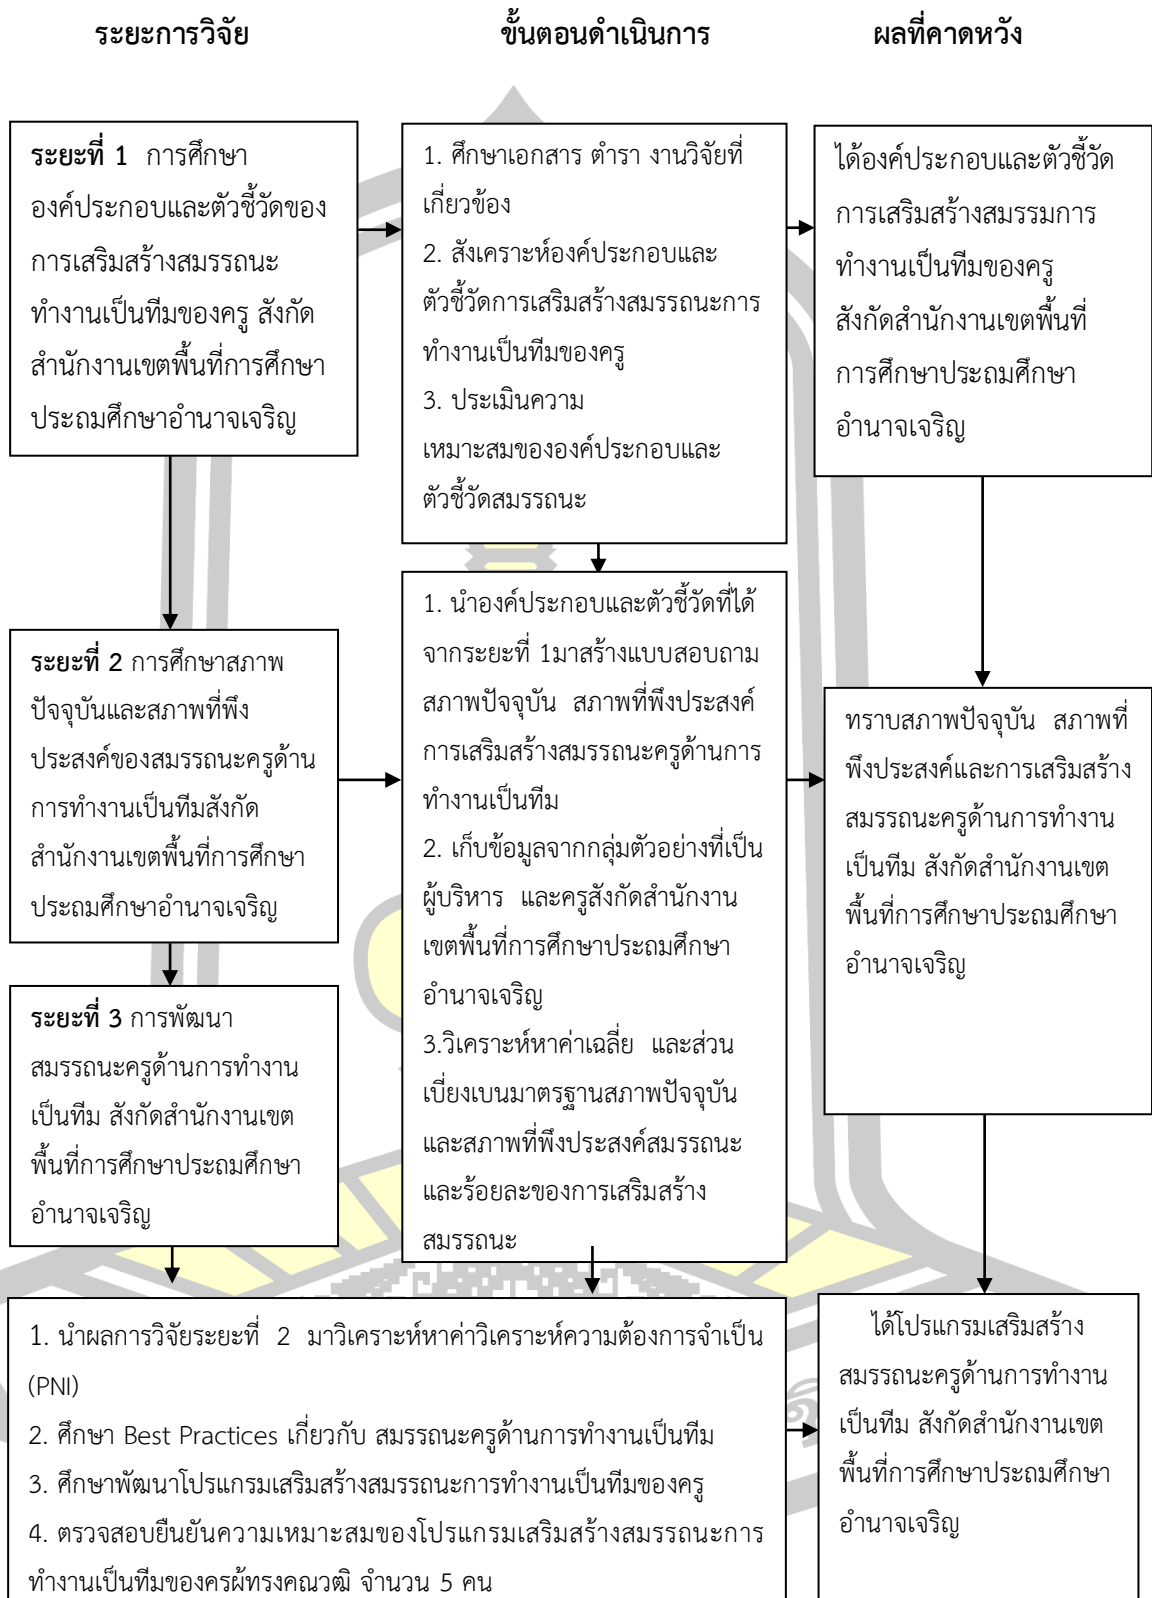 ระยะการวิจัย
ขั้นตอนดำเนินการ
ผลที่คาดหวัง
ระยะที่ 1 การศึกษา
องค์ประกอบและตัวชี้วัดของ
การเสริมสร้างสมรรถนะ
ทำงานเป็นทีมของครู สังกัด
สำนักงานเขตพื้นที่การศึกษา
ประถมศึกษาอำนาจเจริญ
1. ศึกษาเอกสาร ตำรา งานวิจัยที่
เกี่ยวข้อง
2. สังเคราะห์องค์ประกอบและ
ตัวชี้วัดการเสริมสร้างสมรรถนะการ
ทำงานเป็นทีมของครู
3. ประเมินความ
เหมาะสมขององค์ประกอบและ
ตัวชี้วัดสมรรถนะ
ได้องค์ประกอบและตัวชี้วัด
การเสริมสร้างสมรรมการ
ทำงานเป็นทีมของครู
สังกัดสำนักงานเขตพื้นที่
การศึกษาประถมศึกษา
อำนาจเจริญ
ระยะที่ 2 การศึกษาสภาพ
ปัจจุบันและสภาพที่พึง
ประสงค์ของสมรรถนะครูด้าน
การทำงานเป็นทีมสังกัด
สำนักงานเขตพื้นที่การศึกษา
ประถมศึกษาอำนาจเจริญ
1. นำองค์ประกอบและตัวชี้วัดที่ได้
จากระยะที่ 1มาสร้างแบบสอบถาม
สภาพปัจจุบัน สภาพที่พึงประสงค์
การเสริมสร้างสมรรถนะครูด้านการ
ทำงานเป็นทีม
2. เก็บข้อมูลจากกลุ่มตัวอย่างที่เป็น
ผู้บริหาร และครูสังกัดสำนักงาน
เขตพื้นที่การศึกษาประถมศึกษา
อำนาจเจริญ
3.วิเคราะห์หาค่าเฉลี่ย และส่วน
เบี่ยงเบนมาตรฐานสภาพปัจจุบัน
และสภาพที่พึงประสงค์สมรรถนะ
และร้อยละของการเสริมสร้าง
สมรรถนะ
ทราบสภาพปัจจุบัน สภาพที่
พึงประสงค์และการเสริมสร้าง
สมรรถนะครูด้านการทำงาน
เป็นทีม สังกัดสำนักงานเขต
พื้นที่การศึกษาประถมศึกษา
อำนาจเจริญ
ระยะที่ 3 การพัฒนา
สมรรถนะครูด้านการทำงาน
เป็นทีม สังกัดสำนักงานเขต
พื้นที่การศึกษาประถมศึกษา
อำนาจเจริญ
1. นำผลการวิจัยระยะที่ 2 มาวิเคราะห์หาค่าวิเคราะห์ความต้องการจำเป็น
(PNI)
2. ศึกษา Best Practices เกี่ยวกับ สมรรถนะครูด้านการทำงานเป็นทีม
3. ศึกษาพัฒนาโปรแกรมเสริมสร้างสมรรถนะการทำงานเป็นทีมของครู
4. ตรวจสอบยืนยันความเหมาะสมของโปรแกรมเสริมสร้างสมรรถนะการ
ทำงานเป็นทีมของครูผู้ทรงคุณวุฒิ จำนวน 5 คน
ได้โปรแกรมเสริมสร้าง
สมรรถนะครูด้านการทำงาน
เป็นทีม สังกัดสำนักงานเขต
พื้นที่การศึกษาประถมศึกษา
อำนาจเจริญ